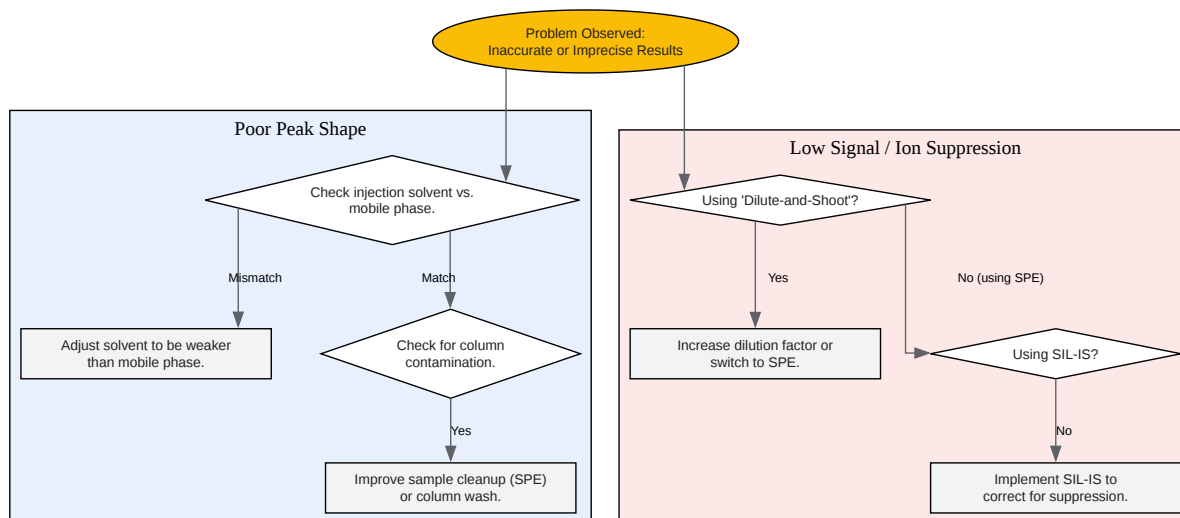 Problem Observed:
Inaccurate or Imprecise Results
Poor Peak Shape
Check injection solvent vs.
mobile phase.
Mismatch
Match
Adjust solvent to be weaker
than mobile phase.
Check for column
contamination.
Yes
Improve sample cleanup (SPE)
or column wash.
Low Signal / Ion Suppression
Using 'Dilute-and-Shoot'?
Yes
No (using SPE)
Increase dilution factor or
switch to SPE.
Using SIL-IS?
No
Implement SIL-IS to
correct for suppression.